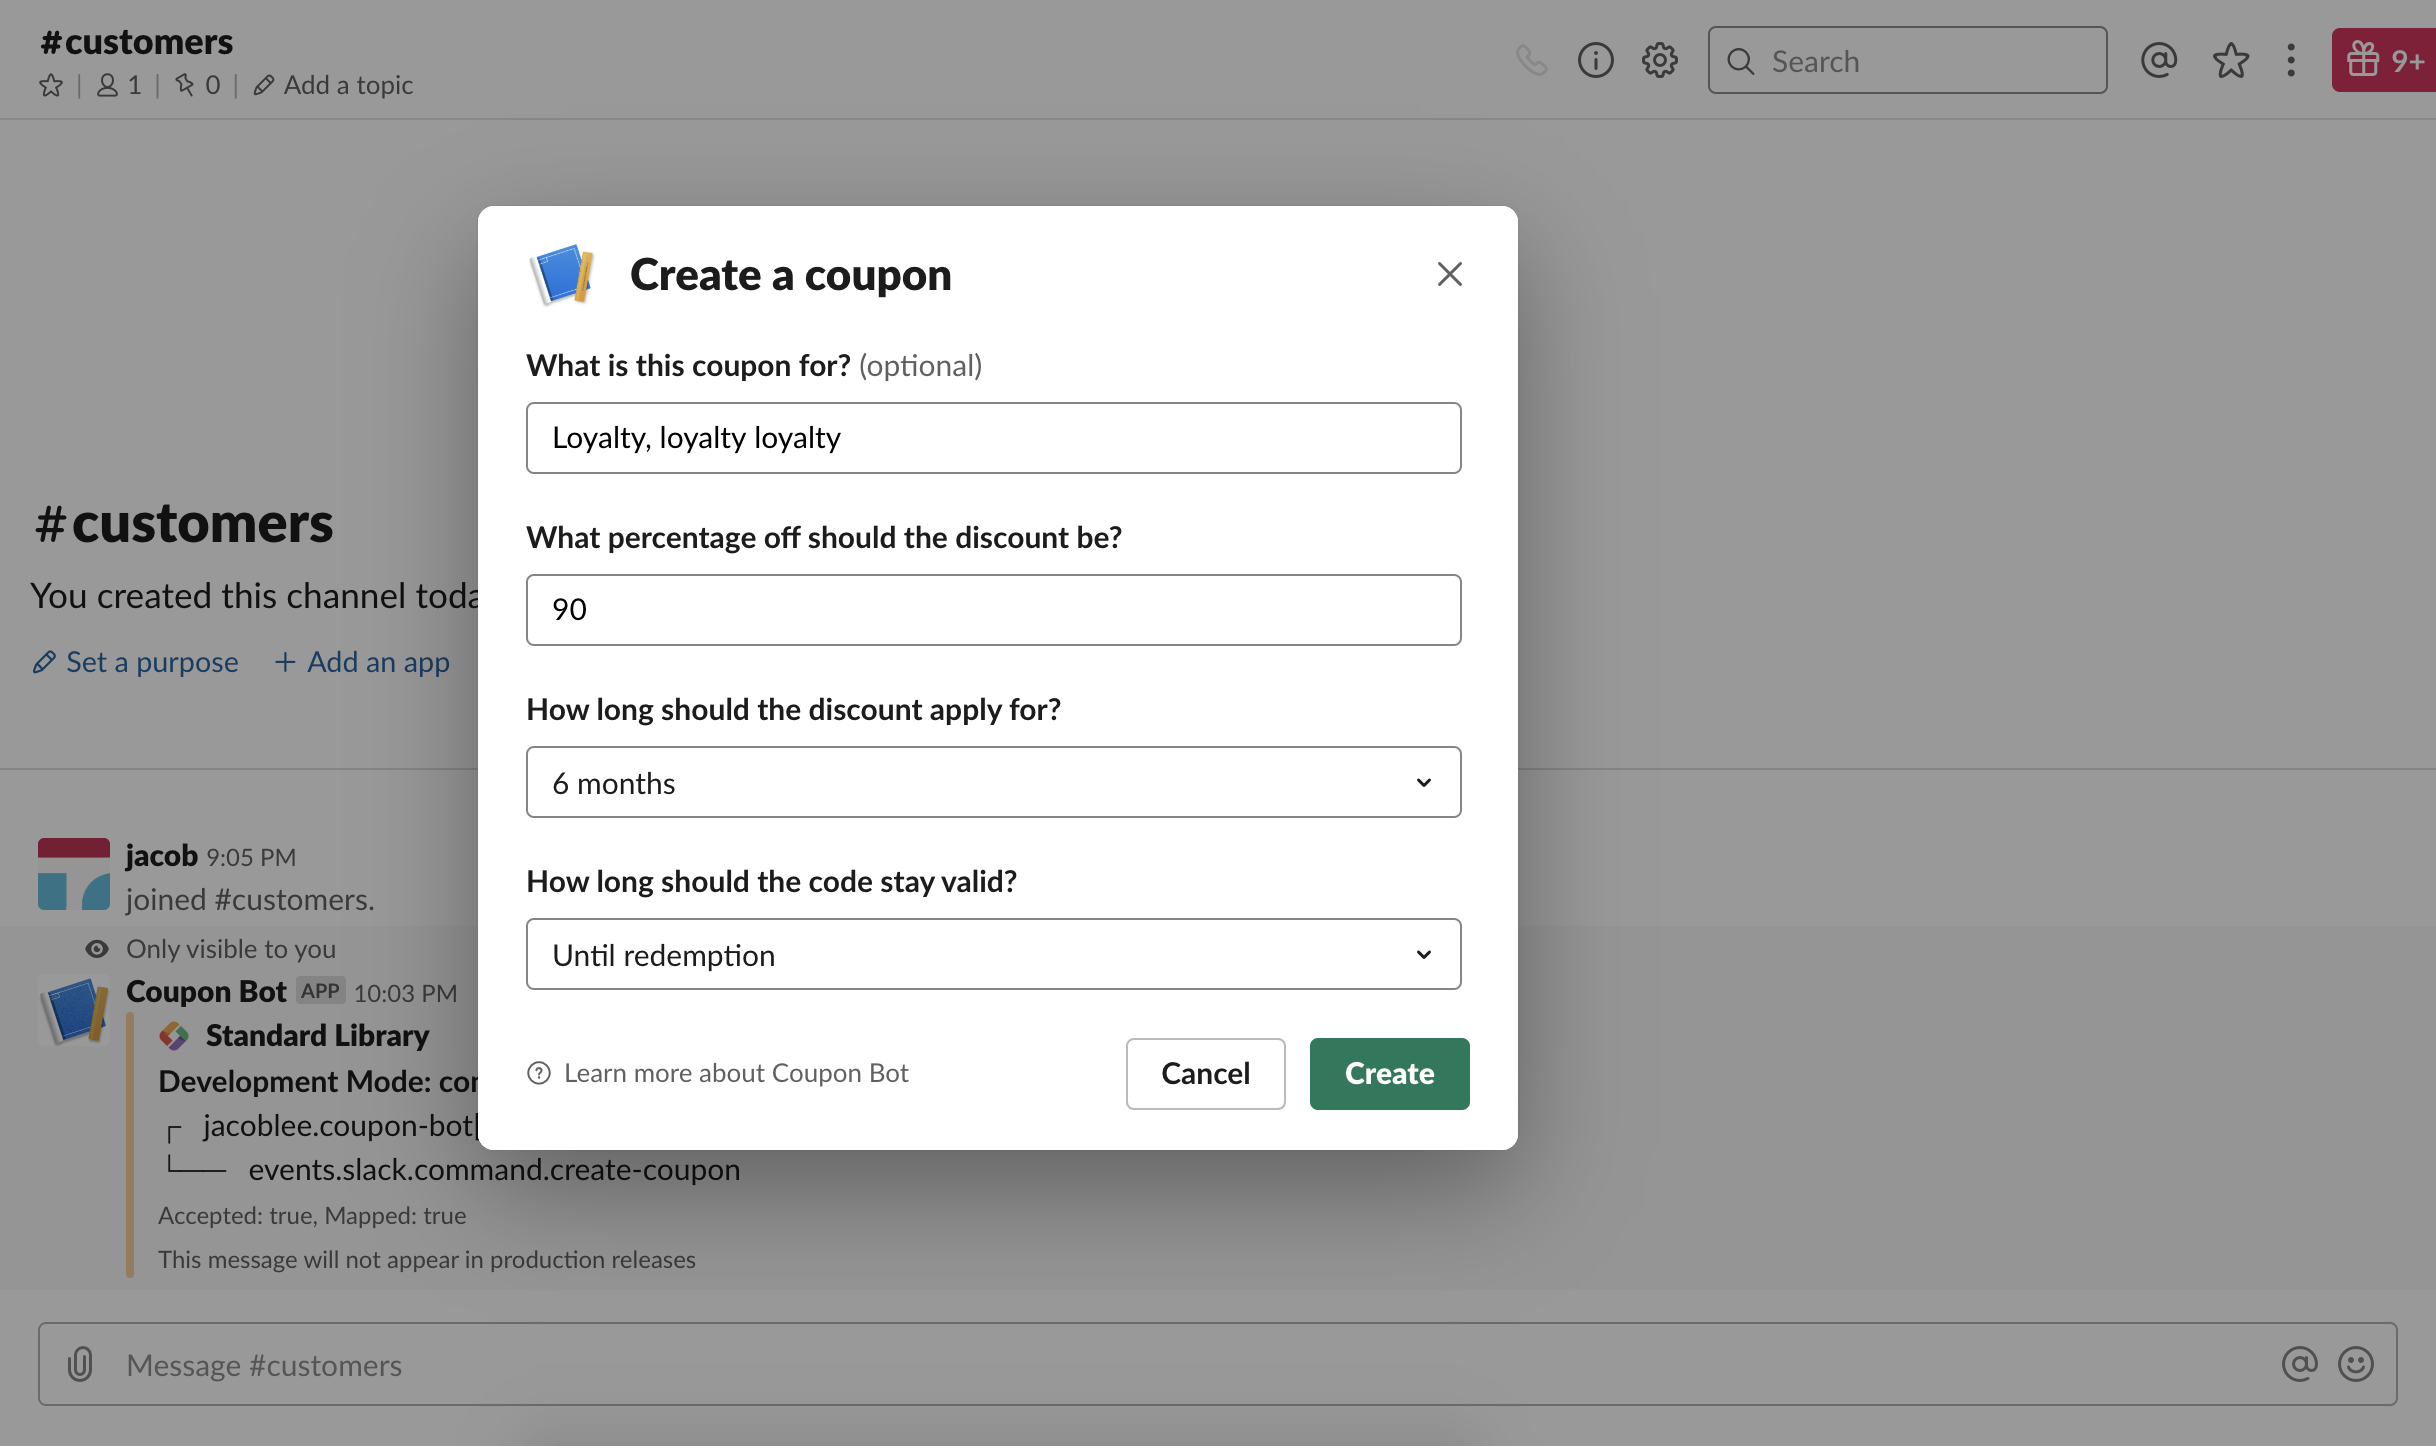 #customers
1 | 0 | Add a topic
Search
9+
Create a coupon
What is this coupon for? (optional)
Loyalty, loyalty loyalty
What percentage off should the discount be?
90
How long should the discount apply for?
6 months
How long should the code stay valid?
Until redemption
Learn more about Coupon Bot
Cancel
Create
#customers
You created this channel
Set a purpose + Add an app
jacob 9:05 PM
joined #customers.
Only visible to you
Coupon Bot APP 10:03 PM
Standard Library
Development Mode:
jacoblee.coupon-bot
events.slack.command.create-coupon
Accepted: true, Mapped: true
This message will not appear in production releases
Message #customers